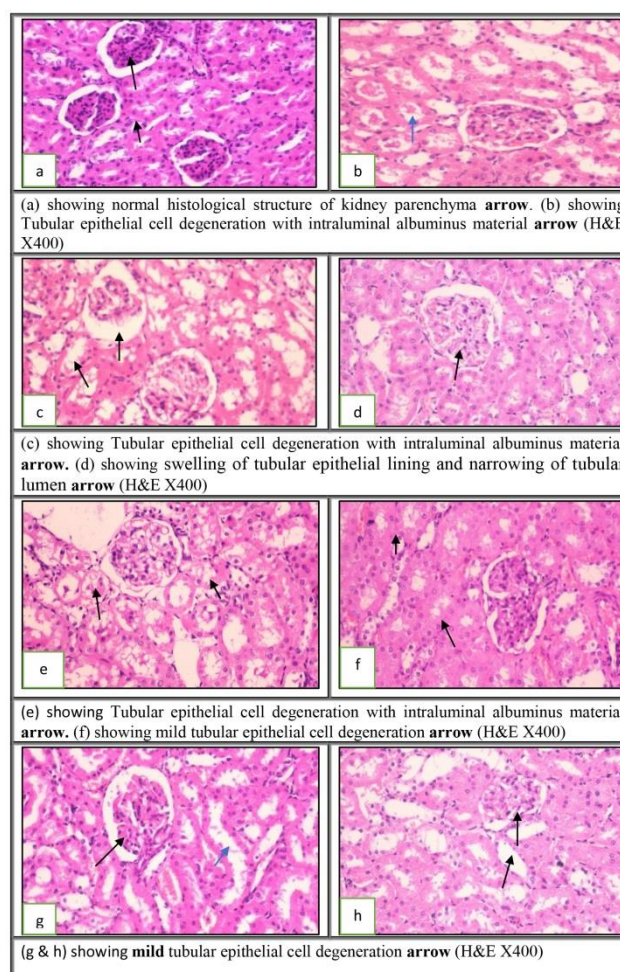 a
b
(a) showing normal histological structure of kidney parenchyma arrow. (b) showing
Tubular epithelial cell degeneration with intraluminal albuminus material arrow (H&E
X400)
c
d
(c) showing Tubular epithelial cell degeneration with intraluminal albuminus material
arrow. (d) showing swelling of tubular epithelial lining and narrowing of tubular
lumen arrow (H&E X400)
e
f
(e) showing Tubular epithelial cell degeneration with intraluminal albuminus material
arrow. (f) showing mild tubular epithelial cell degeneration arrow (H&E X400)
g
h
(g & h) showing mild tubular epithelial cell degeneration arrow (H&E X400)